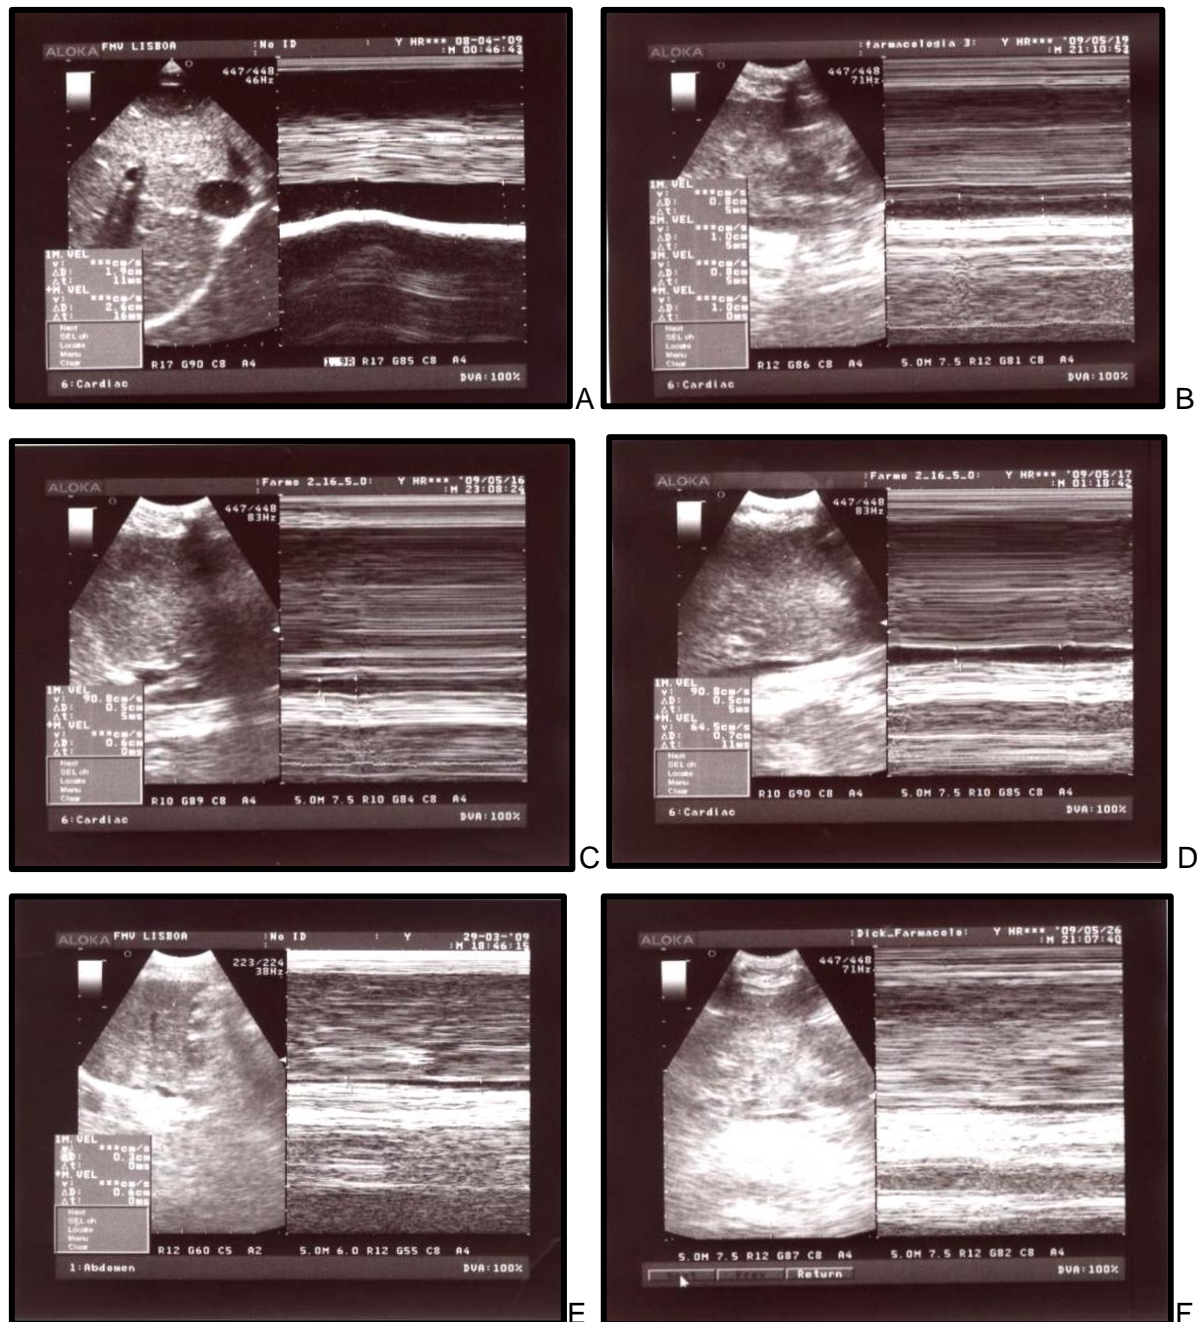 ALOKA FMV LISBOA :No ID : Y HR*** 08-04-'09
:M 00:46:43
447/448
46Hz
1M.VEL
v: ***cm/s
ΔD: 1.9cm
Δt: 11ms
+M.VEL
v: ***cm/s
ΔD: 2.6cm
Δt: 16ms
Next
SEL ch
Locate
Menu
Clear
R17 G90 C8 A4 1.9R R17 G85 C8 A4
DVA:100%
6:Cardiac
A
ALOKA :farmacologia 3: Y HR*** '09/05/19
:M 21:10:53
447/448
71Hz
1M.VEL
v: ***cm/s
ΔD: 0.8cm
Δt: 5ms
2M.VEL
v: ***cm/s
ΔD: 1.0cm
Δt: 5ms
3M.VEL
v: ***cm/s
ΔD: 0.8cm
Δt: 5ms
+M.VEL
v: ***cm/s
ΔD: 1.0cm
Δt: 0ms
Next
SEL ch
Locate
Menu
Clear
R12 G86 C8 A4 5.0M 7.5 R12 G81 C8 A4
DVA:100%
6:Cardiac
B
ALOKA :Farmo 2_16_5_0: Y HR*** '09/05/16
:M 23:08:24
447/448
83Hz
1M.VEL
v: 90.8cm/s
ΔD: 0.5cm
Δt: 5ms
+M.VEL
v: ***cm/s
ΔD: 0.6cm
Δt: 0ms
Next
SEL ch
Locate
Menu
Clear
R10 G89 C8 A4 5.0M 7.5 R10 G84 C8 A4
6:Cardiac DVA:100%
C
ALOKA :Farmo 2_16_5_0: Y HR*** '09/05/17
:M 01:18:42
447/448
83Hz
1M.VEL
v: 90.8cm/s
ΔD: 0.5cm
Δt: 5ms
+M.VEL
v: 64.5cm/s
ΔD: 0.7cm
Δt: 11ms
Next
SEL ch
Locate
Menu
Clear
R10 G90 C8 A4 5.0M 7.5 R10 G85 C8 A4
6:Cardiac DVA:100%
D
ALOKA FMV LISBOA :No ID : Y 29-03-'09
:M 18:46:15
223/224
38Hz
1M.VEL
v: ***cm/s
ΔD: 0.3cm
Δt: 0ms
+M.VEL
v: ***cm/s
ΔD: 0.6cm
Δt: 0ms
Next
SEL ch
Locate
Menu
Clear
R12 G60 C5 A2 5.0M 6.0 R12 G55 C8 A4
1:Abdomen DVA:100%
E
ALOKA :Dick_Farmacolo: Y HR*** '09/05/26
:M 21:07:40
447/448
71Hz
5.0M 7.5 R12 G87 C8 A4 5.0M 7.5 R12 G82 C8 A4
Prev Return DVA:100%
F